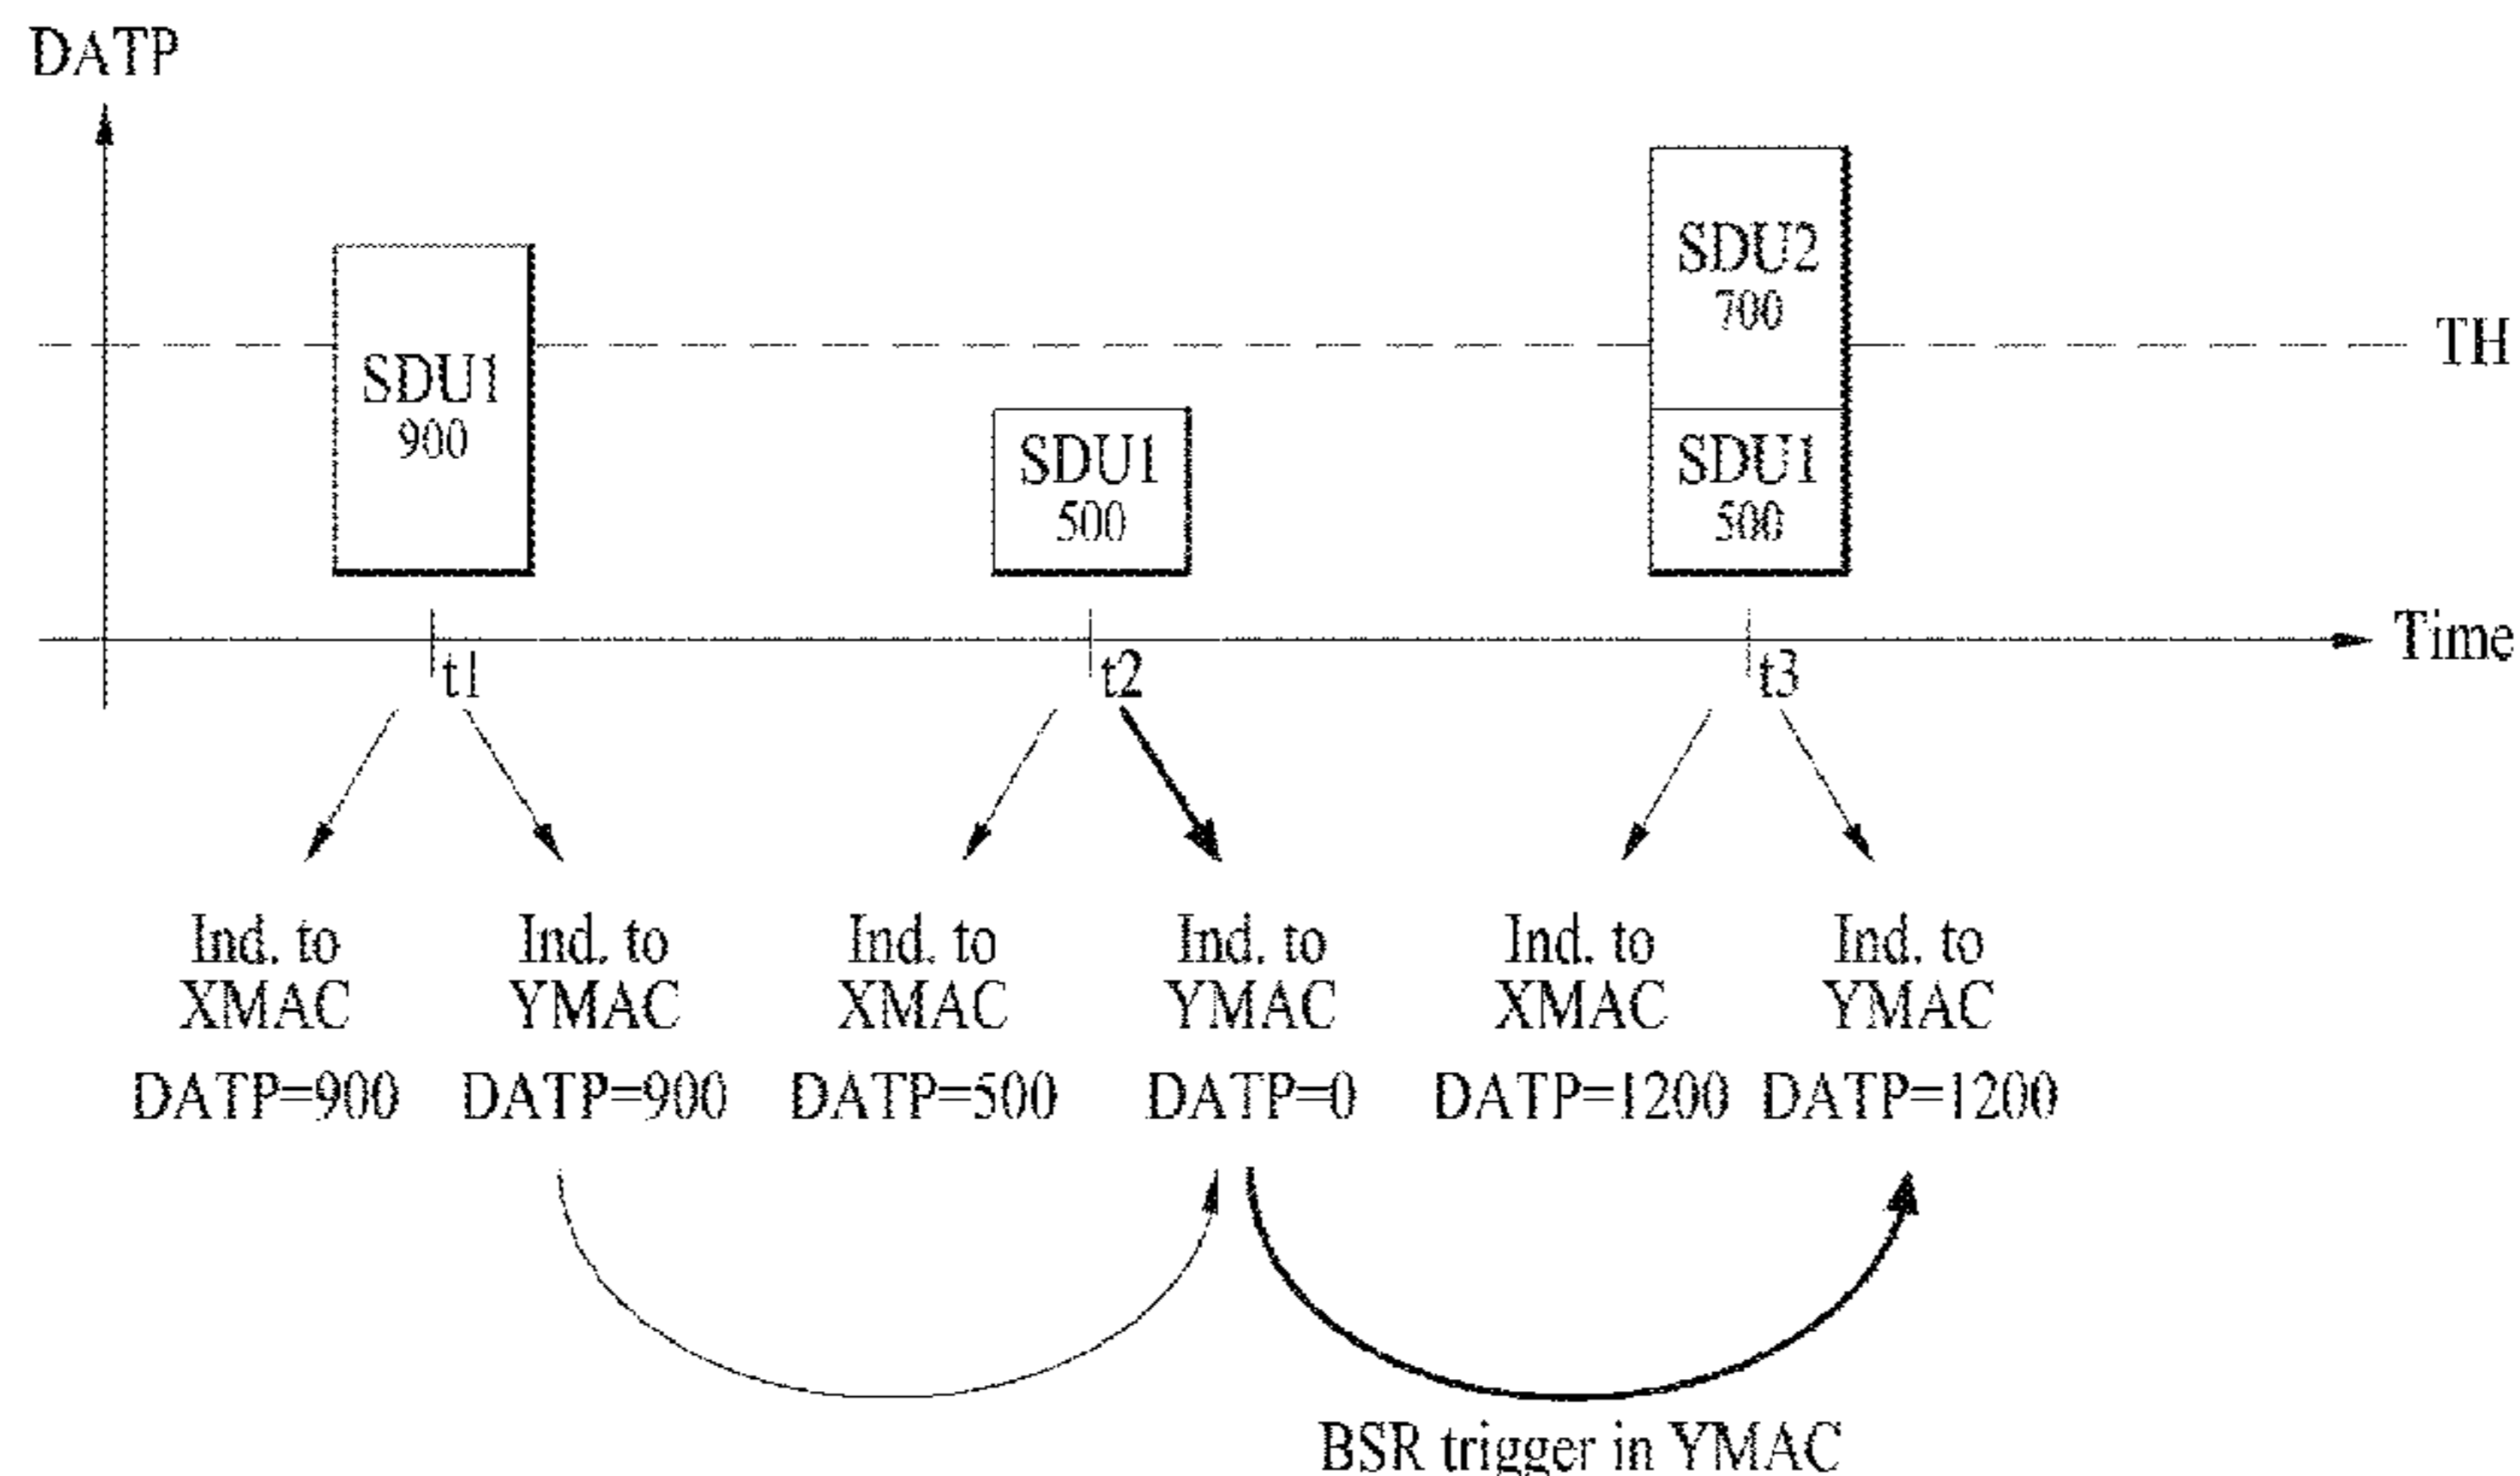 DATP
SDU1
900
SDU1
500
SDU2
700
SDU1
500
TH
Time
t1
t2
t3
Ind. to
XMAC
DATP=900
Ind. to
YMAC
DATP=900
Ind. to
XMAC
DATP=500
Ind. to
YMAC
DATP=0
Ind. to
XMAC
DATP=1200
Ind. to
YMAC
DATP=1200
BSR trigger in YMAC